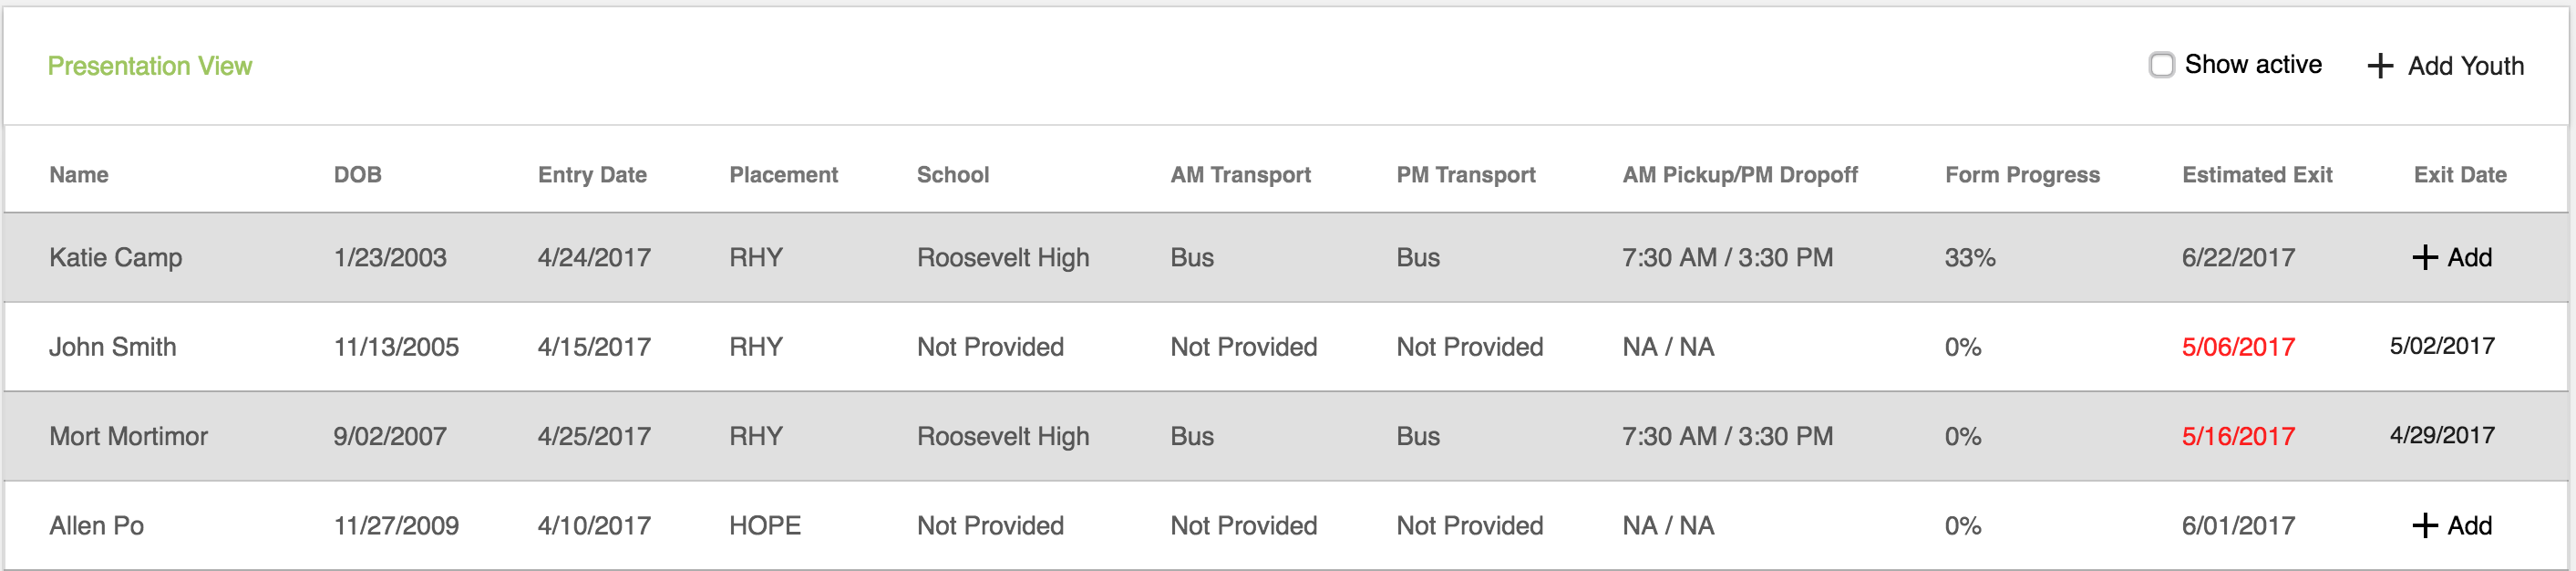 Presentation View Show active + Add Youth
Name DOB Entry Date Placement School AM Transport PM Transport AM Pickup/PM Dropoff Form Progress Estimated Exit Exit Date
Katie Camp 1/23/2003 4/24/2017 RHY Roosevelt High Bus Bus 7:30 AM / 3:30 PM 33% 6/22/2017 + Add
John Smith 11/13/2005 4/15/2017 RHY Not Provided Not Provided Not Provided NA / NA 0% 5/06/2017 5/02/2017
Mort Mortimor 9/02/2007 4/25/2017 RHY Roosevelt High Bus Bus 7:30 AM / 3:30 PM 0% 5/16/2017 4/29/2017
Allen Po 11/27/2009 4/10/2017 HOPE Not Provided Not Provided Not Provided NA / NA 0% 6/01/2017 + Add